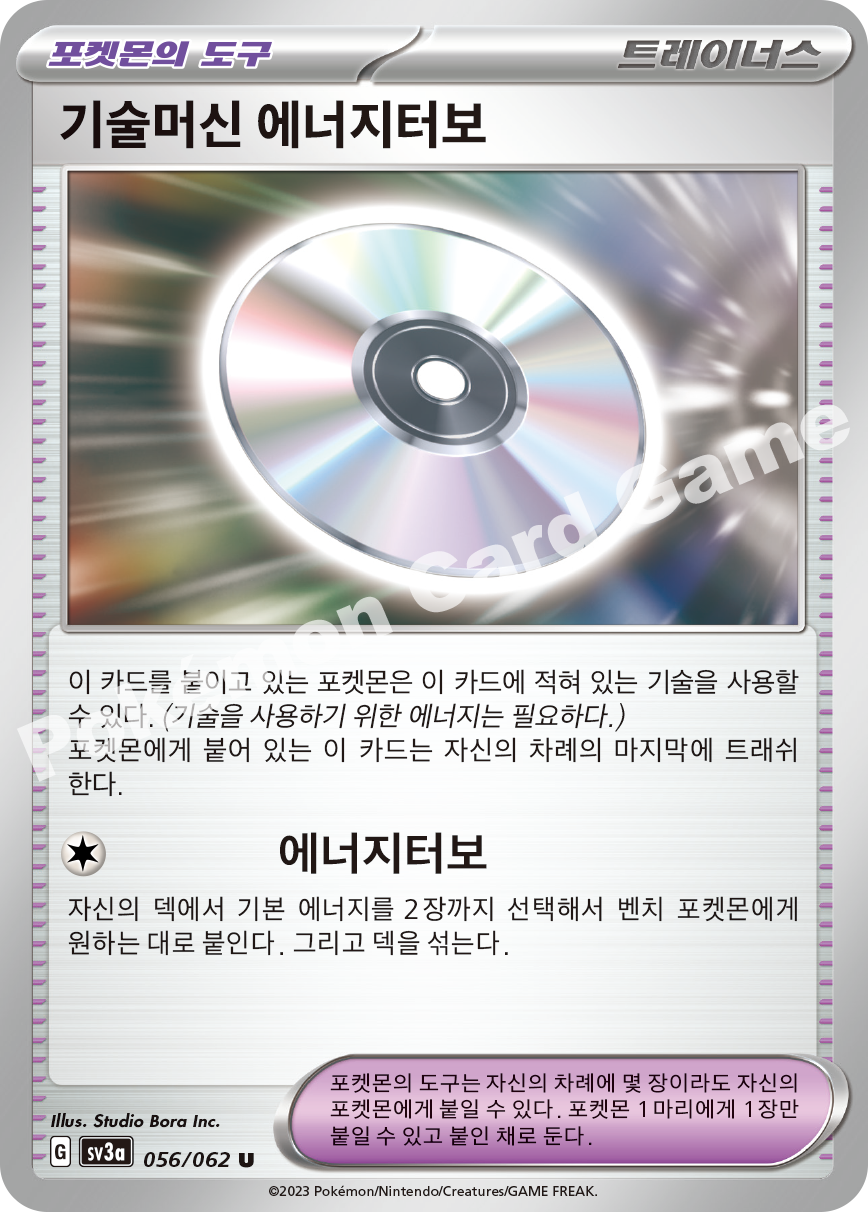 포켓몬의 도구
트레이너스
기술머신 에너지터보
이 카드를 붙이고 있는 포켓몬은 이 카드에 적혀 있는 기술을 사용할
수 있다. (기술을 사용하기 위한 에너지는 필요하다.)
포켓몬에게 붙어 있는 이 카드는 자신의 차례의 마지막에 트래쉬
한다.
에너지터보
자신의 덱에서 기본 에너지를 2장까지 선택해서 벤치 포켓몬에게
원하는 대로 붙인다. 그리고 덱을 섞는다.
포켓몬의 도구는 자신의 차례에 몇 장이라도 자신의
포켓몬에게 붙일 수 있다. 포켓몬 1마리에게 1장만
붙일 수 있고 붙인 채로 둔다.
Illus. Studio Bora Inc.
G sv3a 056/062 U
©2023 Pokémon/Nintendo/Creatures/GAME FREAK.
Pokémon Card Game